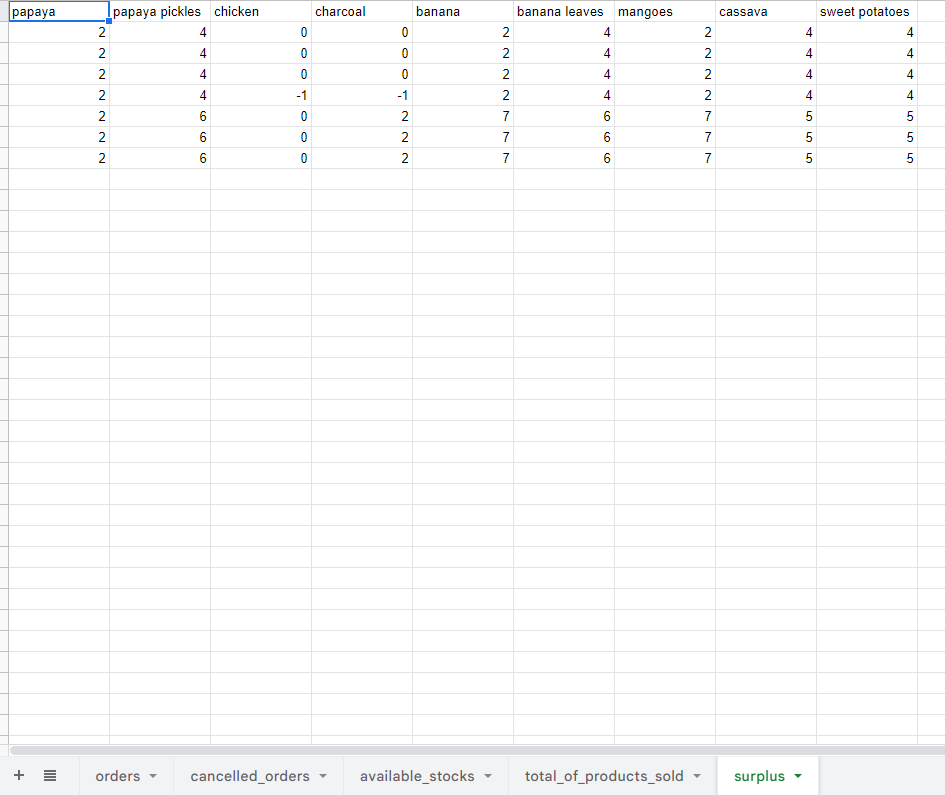 papaya papaya pickles chicken charcoal banana banana leaves mangoes cassava sweet potatoes
2 4 0 0 2 4 2 4 4
2 4 0 0 2 4 2 4 4
2 4 0 0 2 4 2 4 4
2 4 -1 -1 2 4 2 4 4
2 6 0 2 7 6 7 5 5
2 6 0 2 7 6 7 5 5
2 6 0 2 7 6 7 5 5
+ orders cancelled_orders available_stocks total_of_products_sold surplus